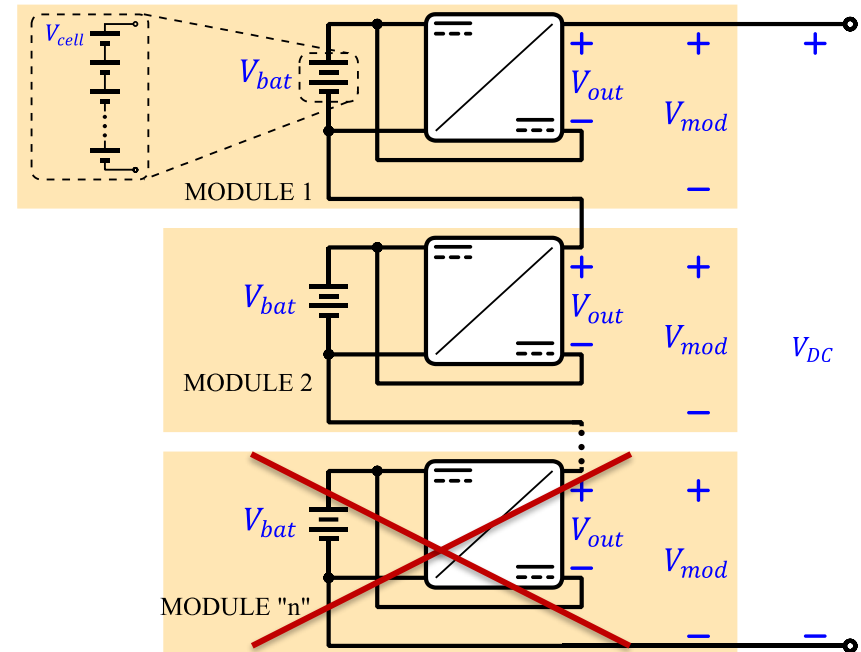 V_cell
V_bat
+
+
+
V_out
V_mod
−
−
MODULE 1
V_bat
+
+
V_out
V_mod
V_DC
−
−
MODULE 2
V_bat
+
+
V_out
V_mod
−
−
−
MODULE "n"